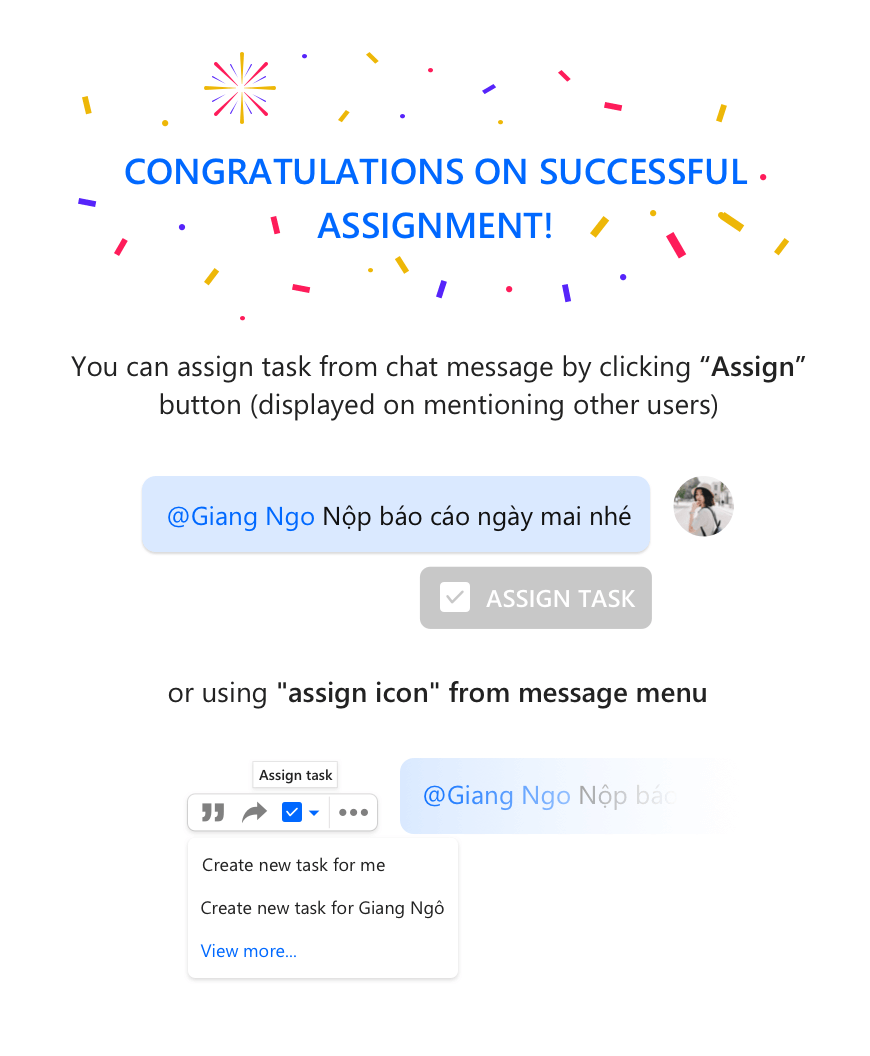 CONGRATULATIONS ON SUCCESSFUL
ASSIGNMENT!
You can assign task from chat message by clicking “Assign”
button (displayed on mentioning other users)
@Giang Ngo Nộp báo cáo ngày mai nhé
ASSIGN TASK
or using "assign icon" from message menu
Assign task
@Giang Ngo Nộp báo
Create new task for me
Create new task for Giang Ngô
View more...